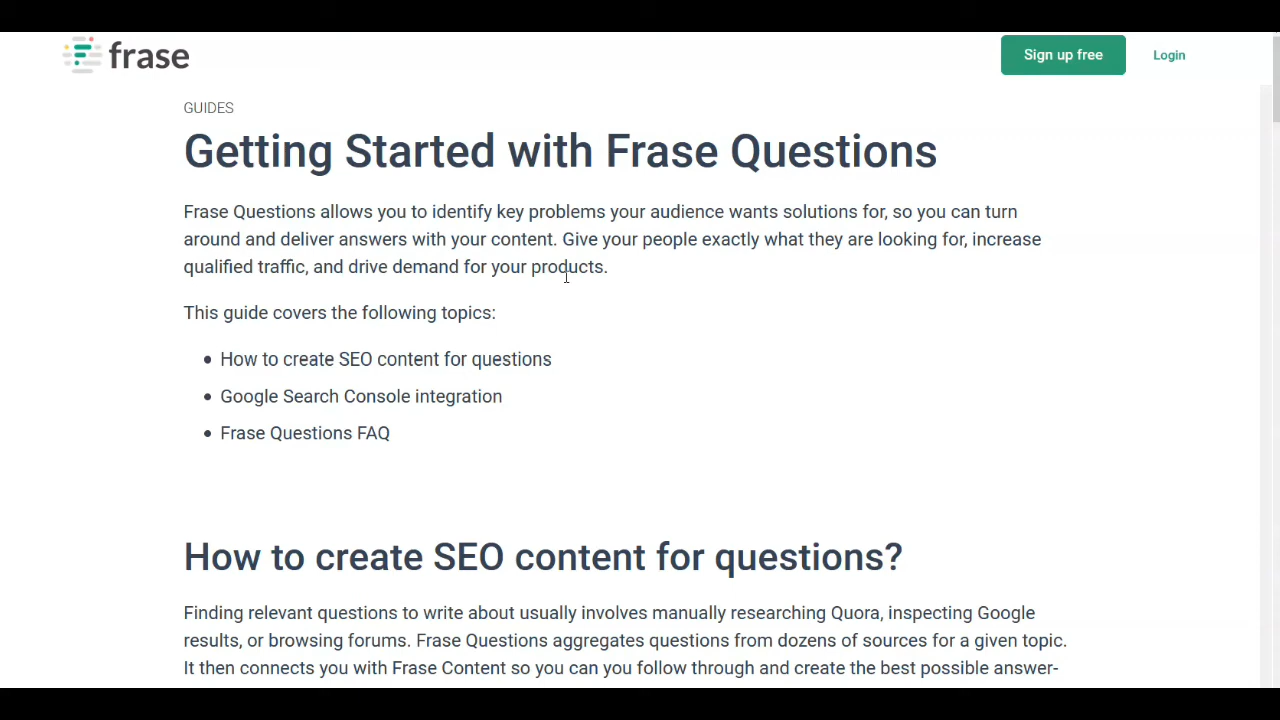 frase
Sign up free
Login
GUIDES
Getting Started with Frase Questions
Frase Questions allows you to identify key problems your audience wants solutions for, so you can turn
around and deliver answers with your content. Give your people exactly what they are looking for, increase
qualified traffic, and drive demand for your products.
This guide covers the following topics:
• How to create SEO content for questions
• Google Search Console integration
• Frase Questions FAQ
How to create SEO content for questions?
Finding relevant questions to write about usually involves manually researching Quora, inspecting Google
results, or browsing forums. Frase Questions aggregates questions from dozens of sources for a given topic.
It then connects you with Frase Content so you can you follow through and create the best possible answer-